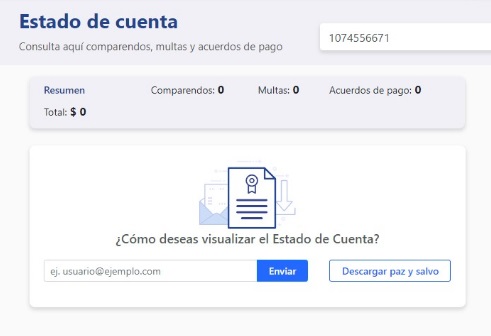 Estado de cuenta
Consulta aquí comparendos, multas y acuerdos de pago
1074556671
Resumen Comparendos: 0 Multas: 0 Acuerdos de pago: 0
Total: $ 0
¿Cómo deseas visualizar el Estado de Cuenta?
ej. usuario@ejemplo.com Enviar Descargar paz y salvo